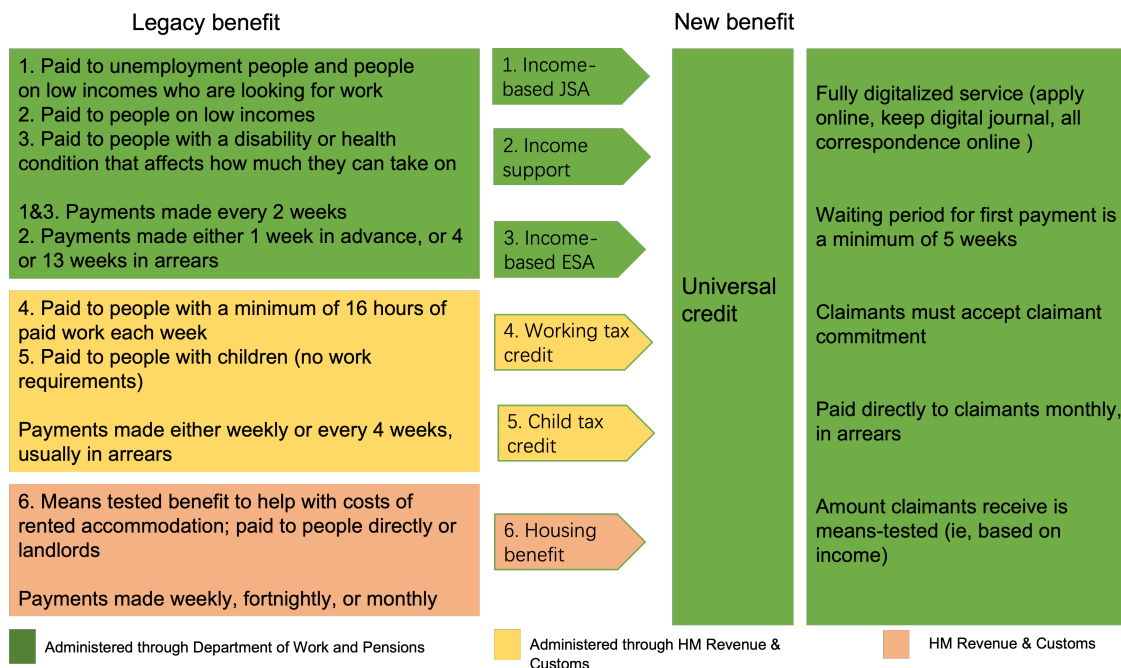 Legacy benefit
New benefit
1. Paid to unemployment people and people
on low incomes who are looking for work
2. Paid to people on low incomes
3. Paid to people with a disability or health
condition that affects how much they can take on
1&3. Payments made every 2 weeks
2. Payments made either 1 week in advance, or 4
or 13 weeks in arrears
4. Paid to people with a minimum of 16 hours of
paid work each week
5. Paid to people with children (no work
requirements)
Payments made either weekly or every 4 weeks,
usually in arrears
6. Means tested benefit to help with costs of
rented accommodation; paid to people directly or
landlords
Payments made weekly, fortnightly, or monthly
1. Income-
based JSA
2. Income
support
3. Income-
based ESA
4. Working tax
credit
5. Child tax
credit
6. Housing
benefit
Universal
credit
Fully digitalized service (apply
online, keep digital journal, all
correspondence online )
Waiting period for first payment is
a minimum of 5 weeks
Claimants must accept claimant
commitment
Paid directly to claimants monthly,
in arrears
Amount claimants receive is
means-tested (ie, based on
income)
Administered through Department of Work and Pensions
Administered through HM Revenue &
Customs
HM Revenue & Customs